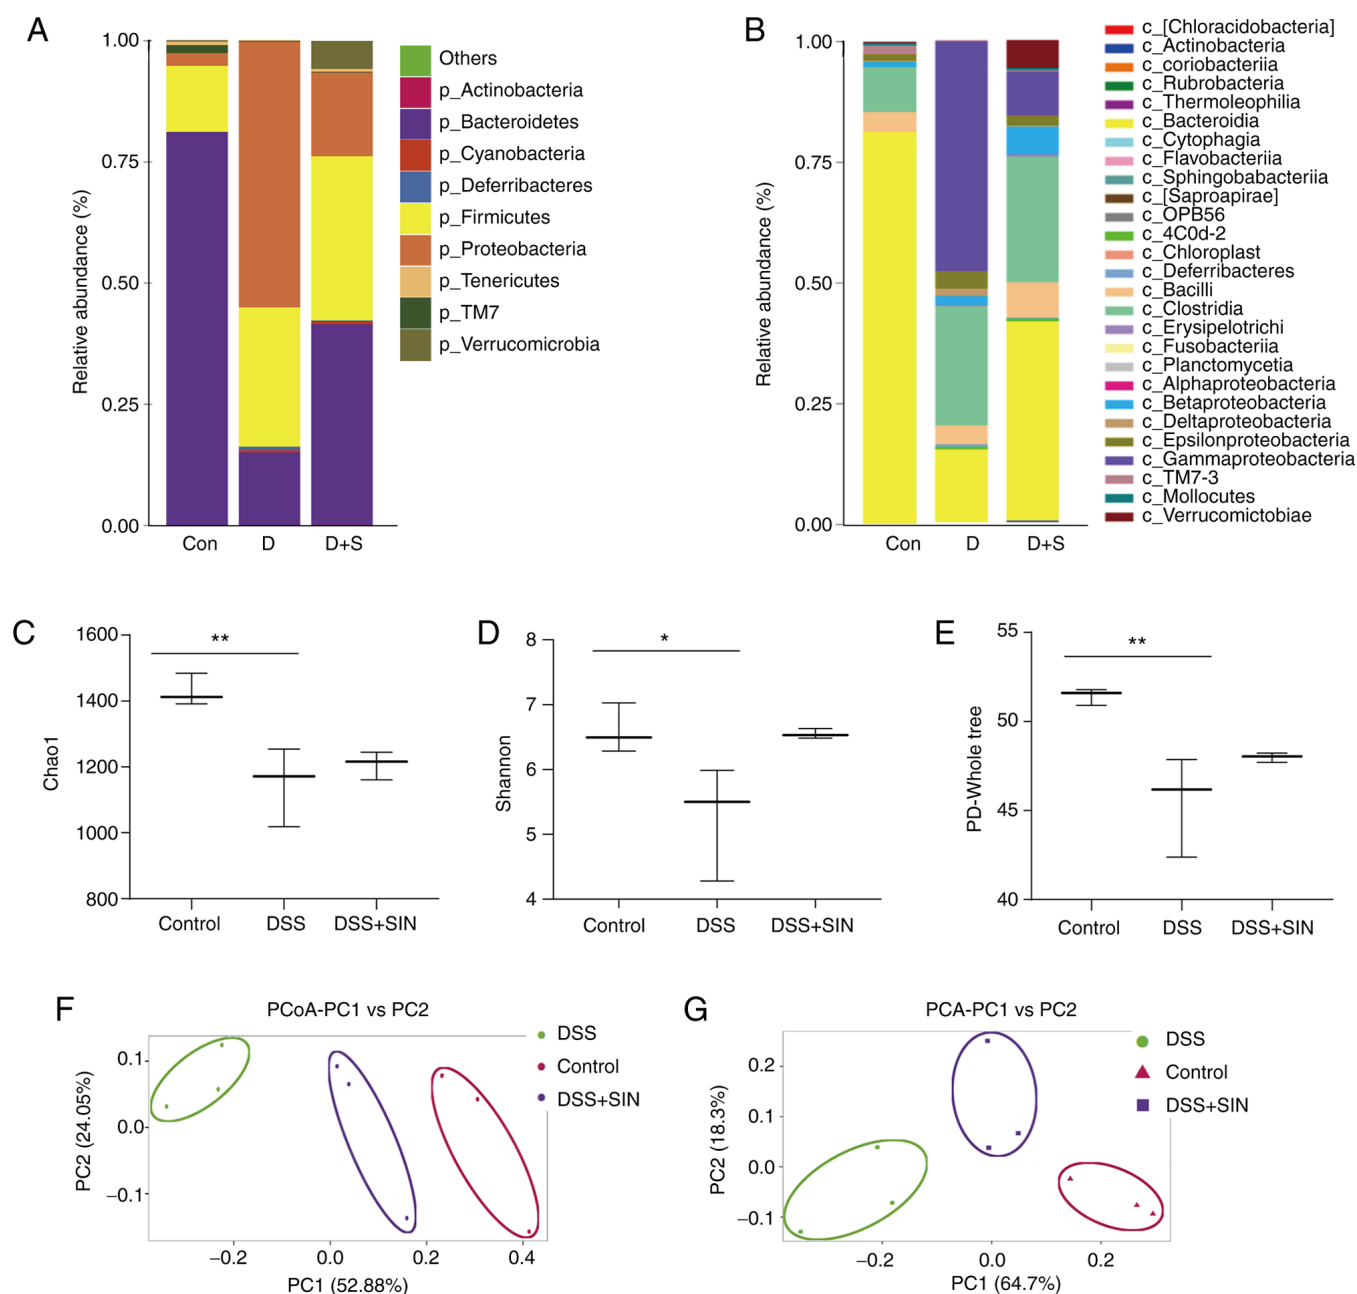 A
Relative abundance (%)
1.00
0.75
0.50
0.25
0.00
Con
D
D+S
Others
p_Actinobacteria
p_Bacteroidetes
p_Cyanobacteria
p_Deferribacteres
p_Firmicutes
p_Proteobacteria
p_Tenericutes
p_TM7
p_Verrucomicrobia
B
Relative abundance (%)
1.00
0.75
0.50
0.25
0.00
Con
D
D+S
c_[Chloracidobacteria]
c_Actinobacteria
c_coriobacteriia
c_Rubrobacteria
c_Thermoleophilia
c_Bacteroidia
c_Cytophagia
c_Flavobacteriia
c_Sphingobabacteriia
c_[Saproapirae]
c_OPB56
c_4C0d-2
c_Chloroplast
c_Deferribacteres
c_Bacilli
c_Clostridia
c_Erysipelotrichi
c_Fusobacteriia
c_Planctomycetia
c_Alphaproteobacteria
c_Betaproteobacteria
c_Deltaproteobacteria
c_Epsilonproteobacteria
c_Gammaproteobacteria
c_TM7-3
c_Mollocutes
c_Verrucomictobiae
C
Chao1
1600
1400
1200
1000
800
**
Control
DSS
DSS+SIN
D
Shannon
8
7
6
5
4
*
Control
DSS
DSS+SIN
E
PD-Whole tree
55
50
45
40
**
Control
DSS
DSS+SIN
F
PCoA-PC1 vs PC2
PC2 (24.05%)
0.1
0.0
−0.1
−0.2
0.0
0.2
0.4
PC1 (52.88%)
DSS
Control
DSS+SIN
G
PCA-PC1 vs PC2
PC2 (18.3%)
0.2
0.1
0.0
−0.1
−0.2
0.0
0.2
PC1 (64.7%)
DSS
Control
DSS+SIN